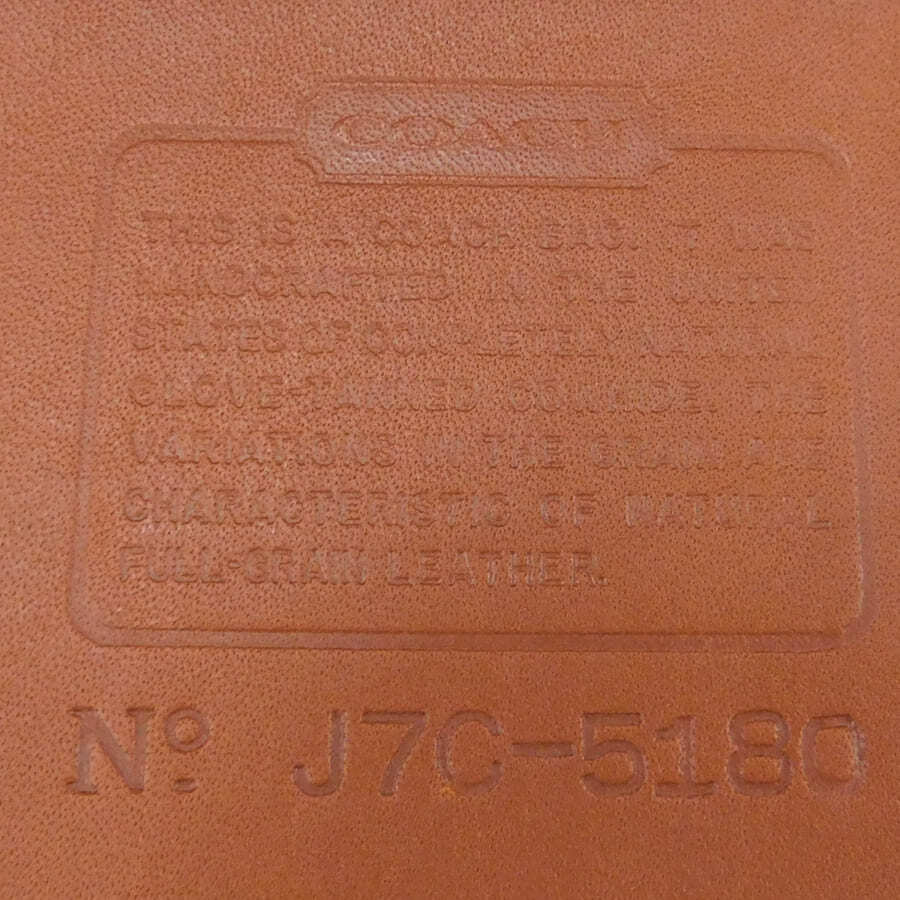 COACH
THIS IS A COACH BAG. IT WAS
HANDCRAFTED IN THE UNITED
STATES OF COMPLETELY NATURAL
GLOVE-TANNED COWHIDE. THE
VARIATIONS IN THE GRAIN ARE
CHARACTERISTIC OF NATURAL
FULL-GRAIN LEATHER.
Nº J7C-5180